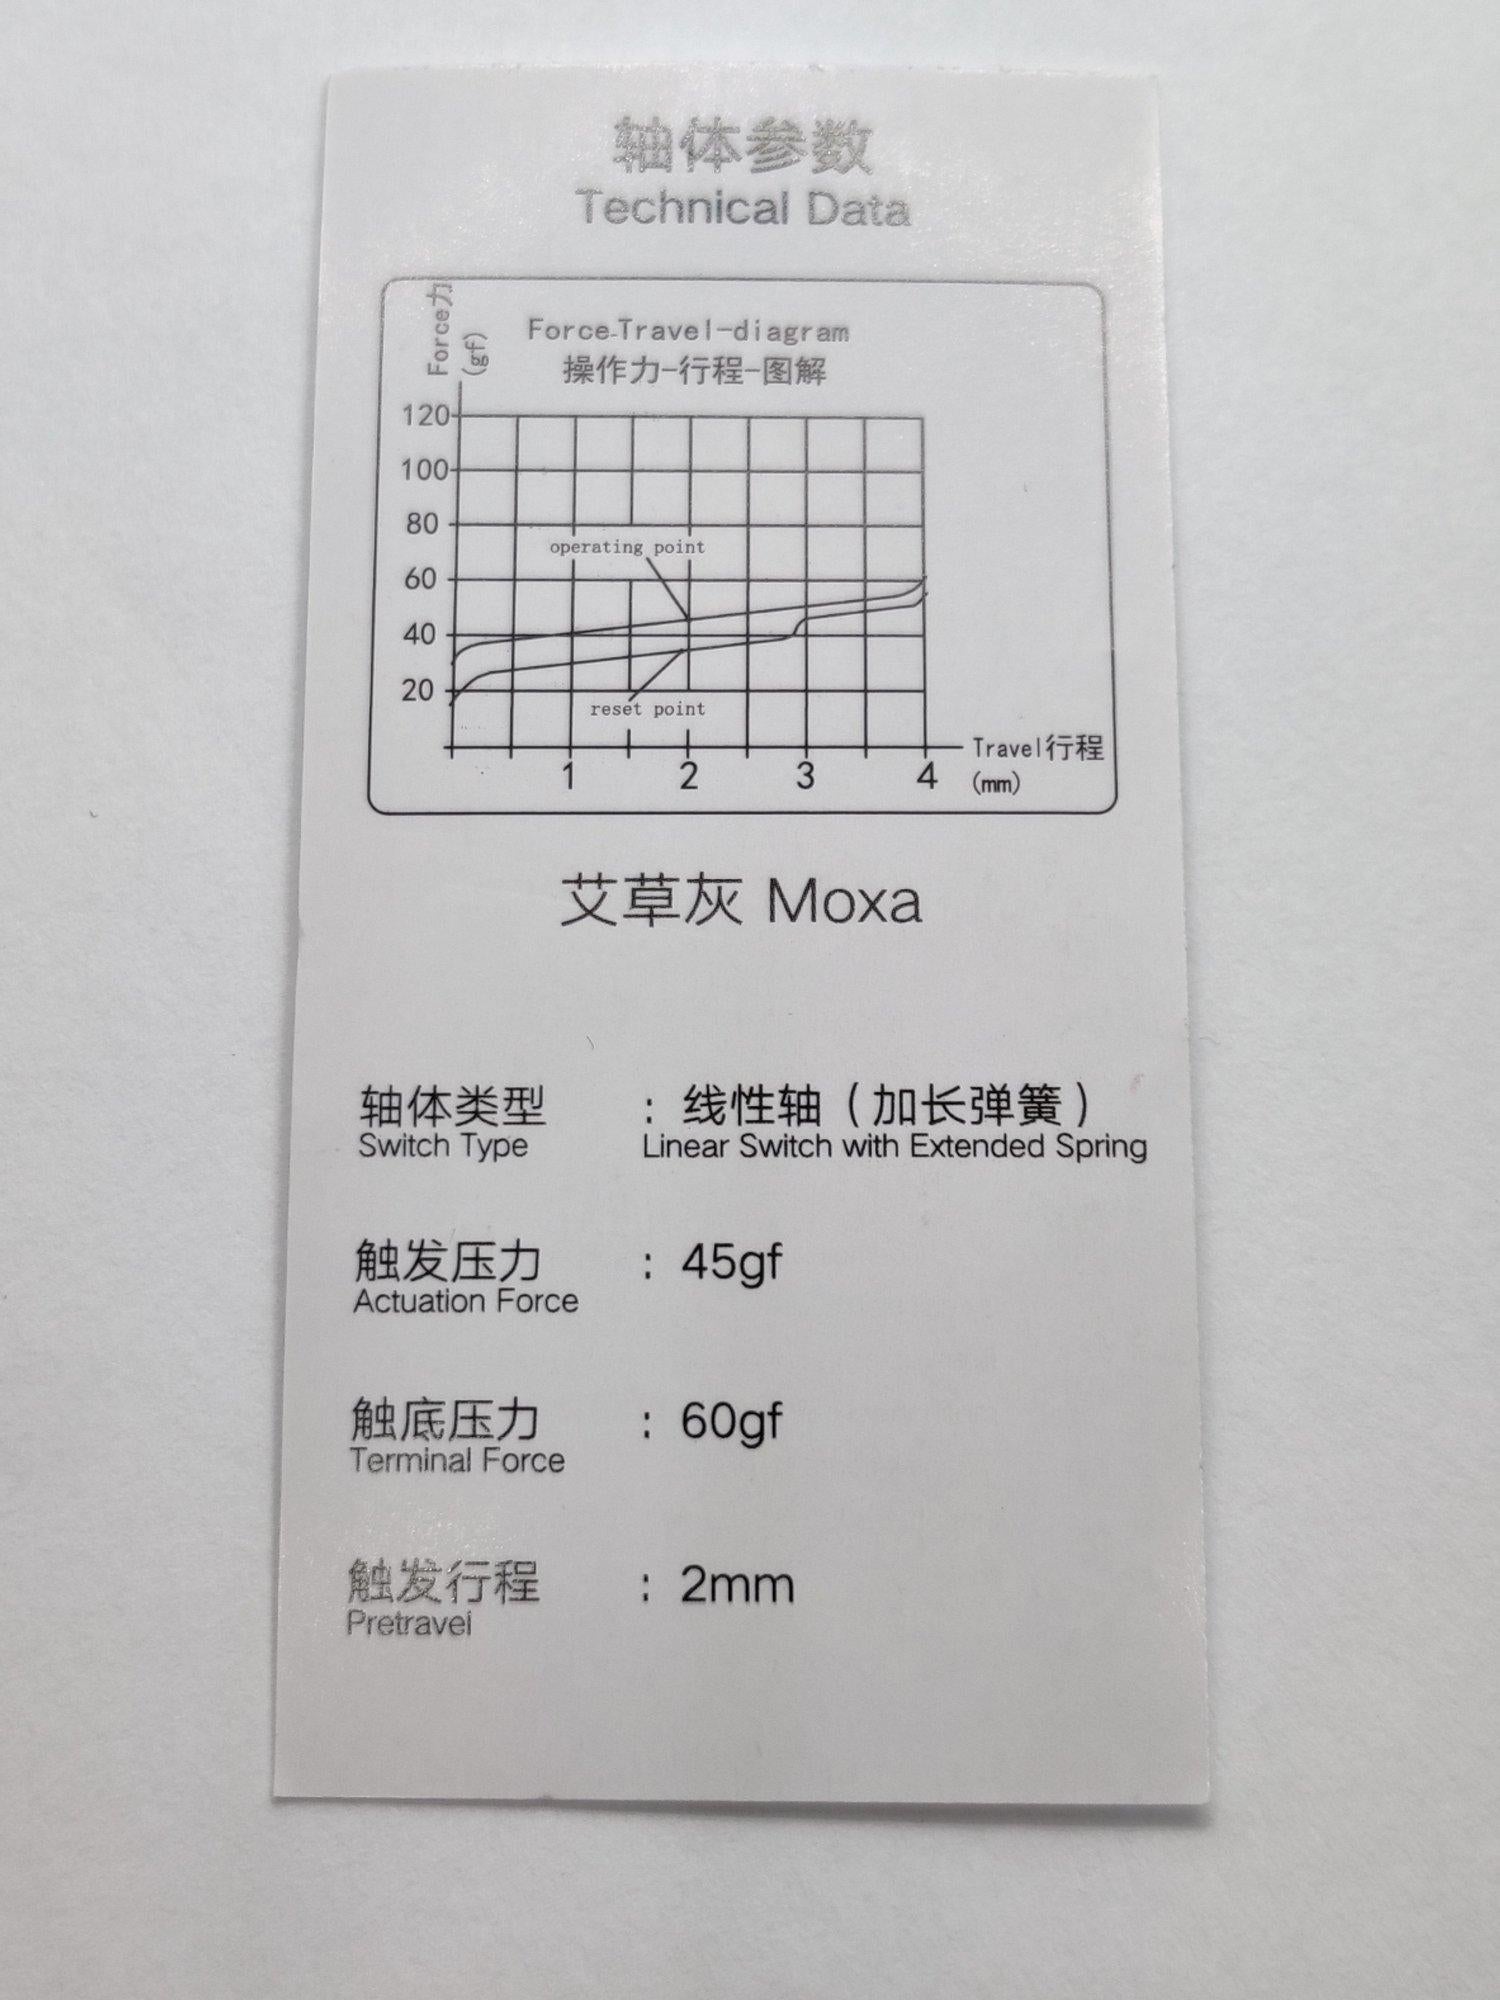 轴体参数
Technical Data
Force力
(gf)
Force-Travel-diagram
操作力-行程-图解
120
100
80
operating point
60
40
20
reset point
Travel行程
1 2 3 4 (mm)
艾草灰 Moxa
轴体类型 : 线性轴（加长弹簧）
Switch Type Linear Switch with Extended Spring
触发压力 : 45gf
Actuation Force
触底压力 : 60gf
Terminal Force
触发行程 : 2mm
Pretravel